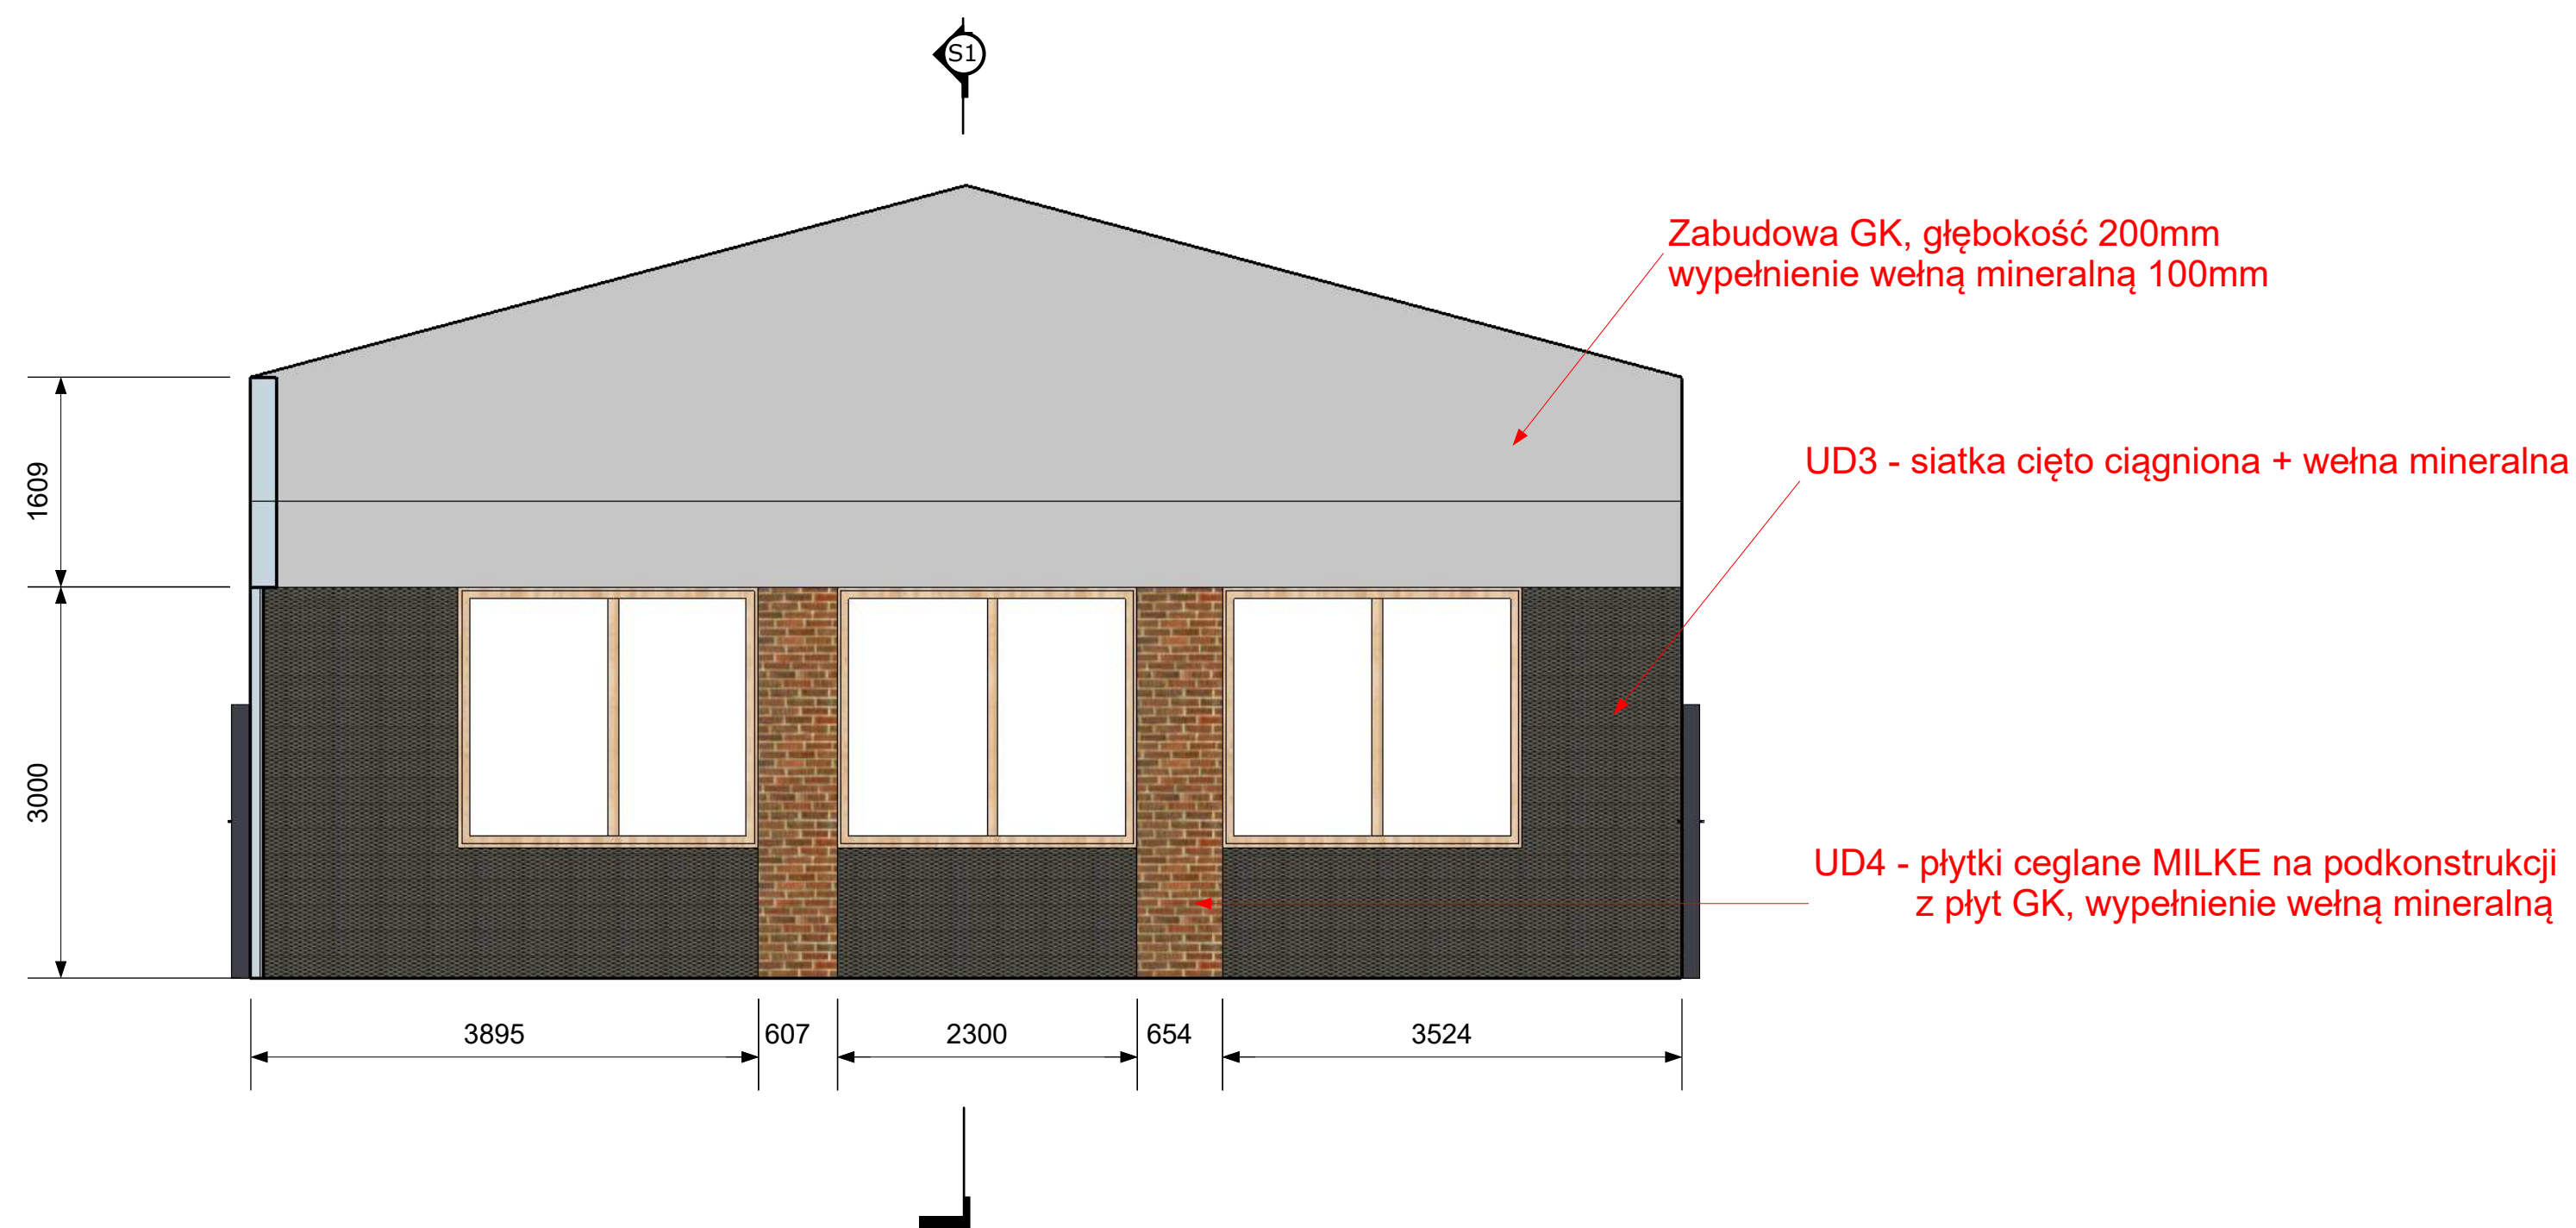 S1
Zabudowa GK, głębokość 200mm
wypełnienie wełną mineralną 100mm
UD3 - siatka cięto ciągniona + wełna mineralna
1609
3000
UD4 - płytki ceglane MILKE na podkonstrukcji
z płyt GK, wypełnienie wełną mineralną
3895
607
2300
654
3524